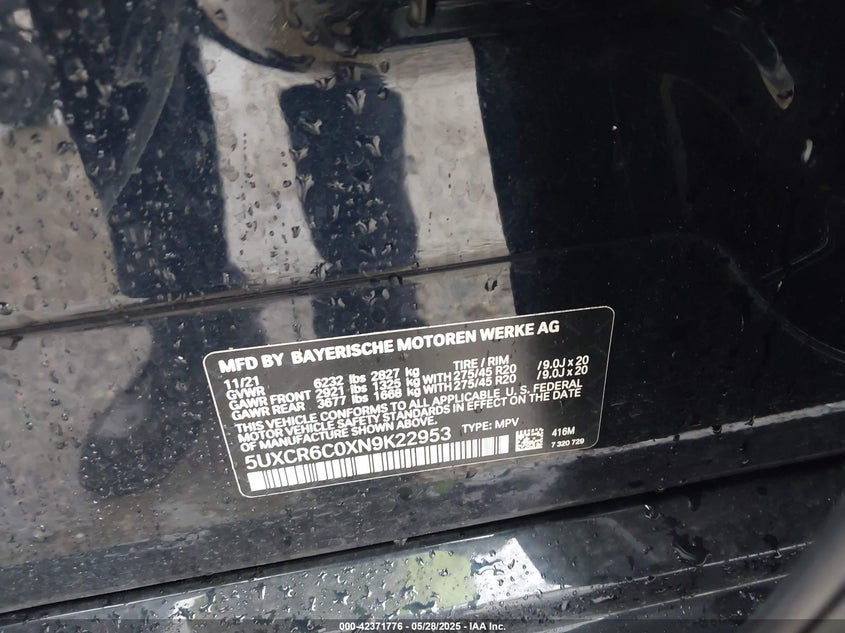 MFD BY BAYERISCHE MOTOREN WERKE AG
11/21 TIRE / RIM
GVWR 6232 lbs 2827 kg
GAWR FRONT 2921 lbs 1325 kg WITH 275/45 R20 / 9.0J x 20
GAWR REAR 3677 lbs 1668 kg WITH 275/45 R20 / 9.0J x 20
THIS VEHICLE CONFORMS TO ALL APPLICABLE U.S. FEDERAL
MOTOR VEHICLE SAFETY STANDARDS IN EFFECT ON THE DATE
OF MANUFACTURE SHOWN ABOVE.
5UXCR6C0XN9K22953 TYPE: MPV
416M
7 320 729
000-42371776 - 05/28/2025 - IAA Inc.